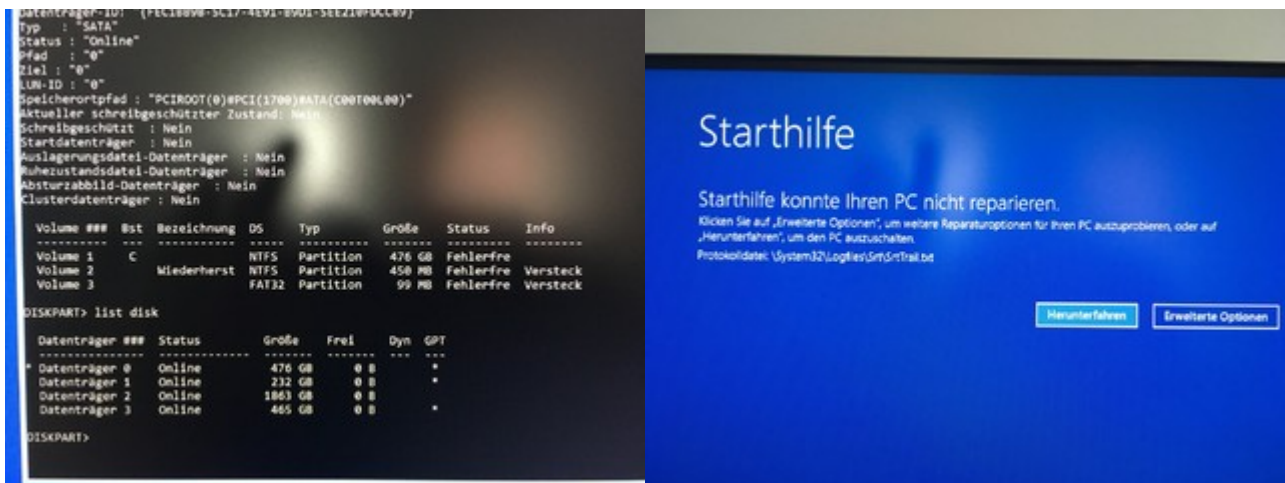 Datenträger-ID: {FEC18898-5C17-4E91-B9D1-5EE210FDCC89}
Typ : "SATA"
Status : "Online"
Pfad : "0"
Ziel : "0"
LUN-ID : "0"
Speicherortpfad : "PCIROOT(0)#PCI(1700)#ATA(C00T00L00)"
Aktueller schreibgeschützter Zustand: Nein
Schreibgeschützt : Nein
Startdatenträger : Nein
Auslagerungsdatei-Datenträger : Nein
Ruhezustandsdatei-Datenträger : Nein
Absturzabbild-Datenträger : Nein
Clusterdatenträger : Nein
Volume ### Bst Bezeichnung DS Typ Größe Status Info
Volume 1 C NTFS Partition 476 GB Fehlerfre
Volume 2 Wiederherst NTFS Partition 450 MB Fehlerfre Versteck
Volume 3 FAT32 Partition 99 MB Fehlerfre Versteck
DISKPART> list disk
Datenträger ### Status Größe Frei Dyn GPT
* Datenträger 0 Online 476 GB 0 B *
Datenträger 1 Online 232 GB 0 B *
Datenträger 2 Online 1863 GB 0 B
Datenträger 3 Online 465 GB 0 B *
DISKPART>
Starthilfe
Starthilfe konnte Ihren PC nicht reparieren.
Klicken Sie auf „Erweiterte Optionen", um weitere Reparaturoptionen für Ihren PC auszuprobieren, oder auf
„Herunterfahren", um den PC auszuschalten.
Protokolldatei: \System32\Logfiles\Srt\SrtTrail.txt
Herunterfahren Erweiterte Optionen